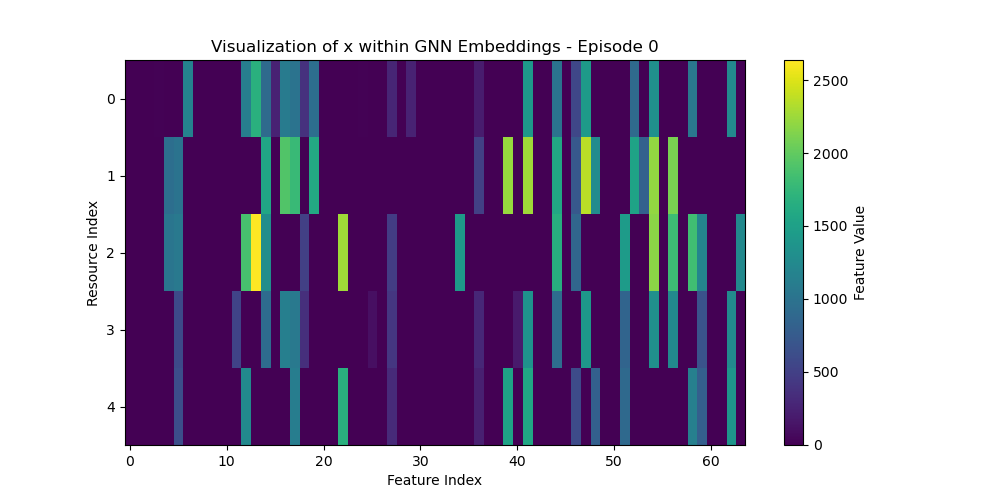 Visualization of x within GNN Embeddings - Episode 0
Resource Index
0
1
2
3
4
0 10 20 30 40 50 60
Feature Index
2500
2000
1500
1000
500
0
Feature Value